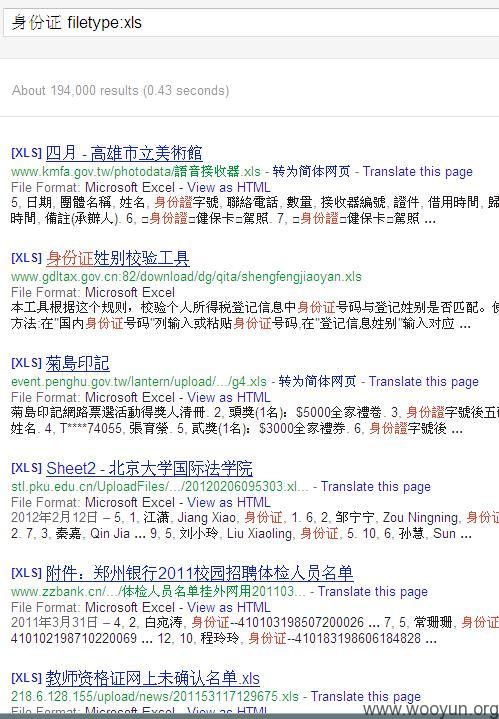 身份证 filetype:xls
About 194,000 results (0.43 seconds)
[XLS] 四月 - 高雄市立美術館
www.kmfa.gov.tw/photodata/語音接收器.xls - 转为简体网页 - Translate this page
File Format: Microsoft Excel - View as HTML
5, 日期, 團體名稱, 姓名, 身份證字號, 聯絡電話, 數量, 接收器編號, 證件, 借用時間, 歸
時間, 備註(承辦人). 6, □身份證□健保卡□駕照. 7, □身份證□健保卡□駕照 ...
[XLS] 身份证姓别校验工具
www.gdltax.gov.cn:82/download/dg/qita/shengfengjiaoyan.xls
File Format: Microsoft Excel
本工具根据这个规则，校验个人所得税登记信息中身份证号码与登记姓别是否匹配。使
方法:在"国内身份证号码"列输入或粘贴身份证号码,在"登记信息姓别"输入对应 ...
[XLS] 菊島印記
event.penghu.gov.tw/lantern/upload/.../g4.xls - 转为简体网页 - Translate this page
File Format: Microsoft Excel - View as HTML
菊島印記網路票選活動得獎人清冊. 2, 頭獎(1名)： $5000全家禮卷. 3, 身份證字號後五
姓名. 4, T****74055, 張育螢. 5, 貳獎(1名)： $3000全家禮券. 6, 身份證字號後 ...
[XLS] Sheet2 - 北京大学国际法学院
stl.pku.edu.cn/UploadFiles/.../20120206095303.xl... - Translate this page
File Format: Microsoft Excel - View as HTML
2012年2月12日 – 5, 1, 江潇, Jiang Xiao, 身份证, 1. 6, 2, 邹宁宁, Zou Ningning, 身份
2. 7, 3, 秦嘉, Qin Jia ... 9, 5, 刘小玲, Liu Xiaoling, 身份证, 5. 10, 6, 孙慧, Sun ...
[XLS] 附件：郑州银行2011校园招聘体检人员名单
www.zzbank.cn/.../体检人员名单挂外网用201103... - Translate this page
File Format: Microsoft Excel - View as HTML
2011年3月31日 – 4, 2, 白宛涛, 身份证--410103198507200026 ... 7, 5, 常珊珊, 身份证
410102198710220069 ... 12, 10, 程玲玲, 身份证--410183198606184828 ...
[XLS] 教师资格证网上未确认名单.xls
218.6.128.155/upload/news/201153117129675.xls - Translate this page
File Format: Microsoft Excel - View as HTML
www.wooyun.org